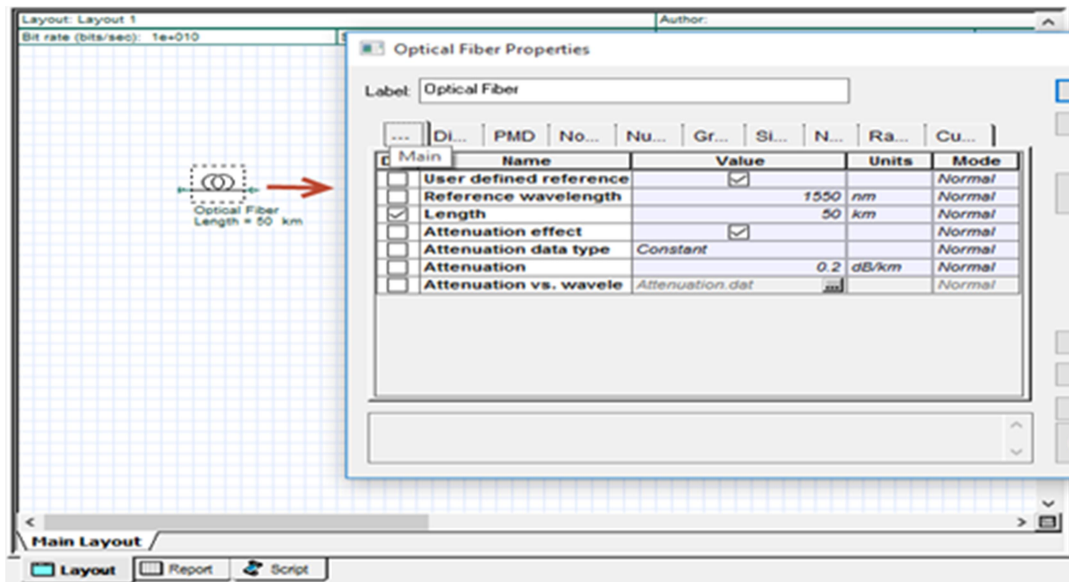 Layout: Layout 1
Author:
Bit rate (bits/sec): 1e+010
Optical Fiber Properties
Label: Optical Fiber
... Di... PMD No... Nu... Gr... Si... N... Ra... Cu...
Main
Name Value Units Mode
User defined reference Normal
Reference wavelength 1550 nm Normal
Length 50 km Normal
Attenuation effect Normal
Attenuation data type Constant Normal
Attenuation 0.2 dB/km Normal
Attenuation vs. wavele Attenuation.dat ... Normal
Optical Fiber
Length = 50 km
Main Layout
Layout Report Script